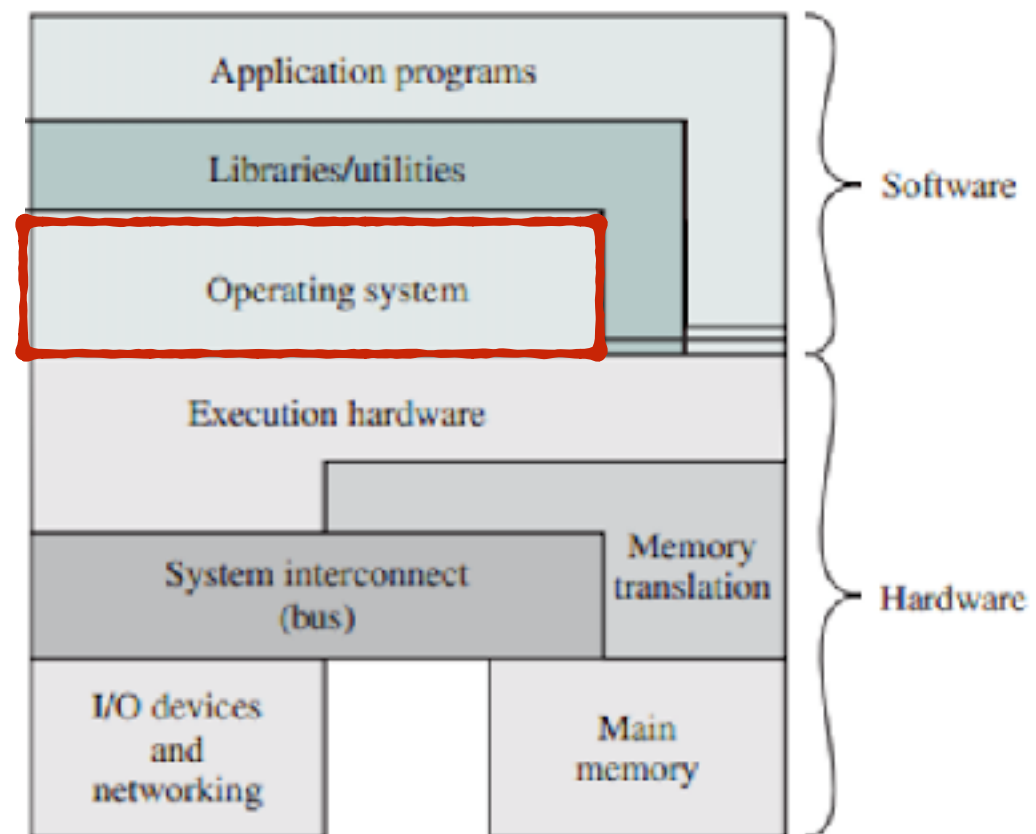 Application programs
Libraries/utilities
Software
Operating system
Execution hardware
Memory
translation
System interconnect
(bus)
Hardware
I/O devices
and
networking
Main
memory